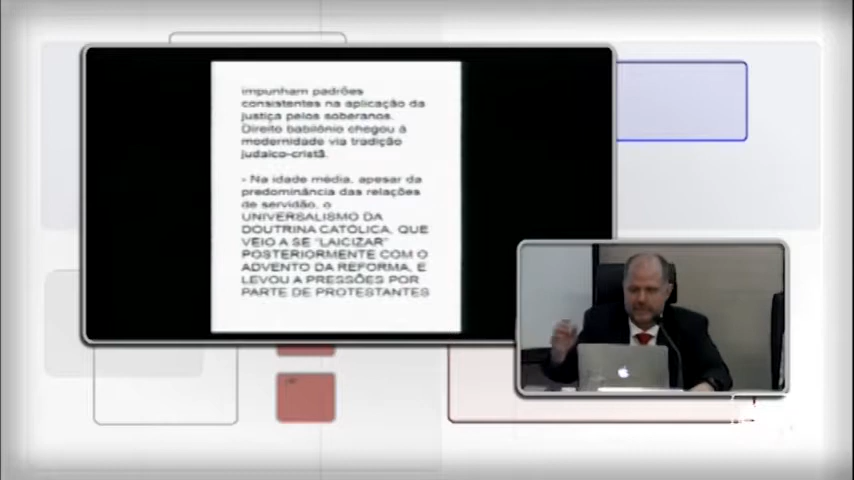 impunham padrões
consistentes na aplicação da
justiça pelos soberanos.
Direito babilônio chegou à
modernidade via tradição
judaico-cristã.
- Na idade média, apesar da
predominância das relações
de servidão, o
UNIVERSALISMO DA
DOUTRINA CATÓLICA, QUE
VEIO A SE "LAICIZAR"
POSTERIORMENTE COM O
ADVENTO DA REFORMA, E
LEVOU A PRESSÕES POR
PARTE DE PROTESTANTES